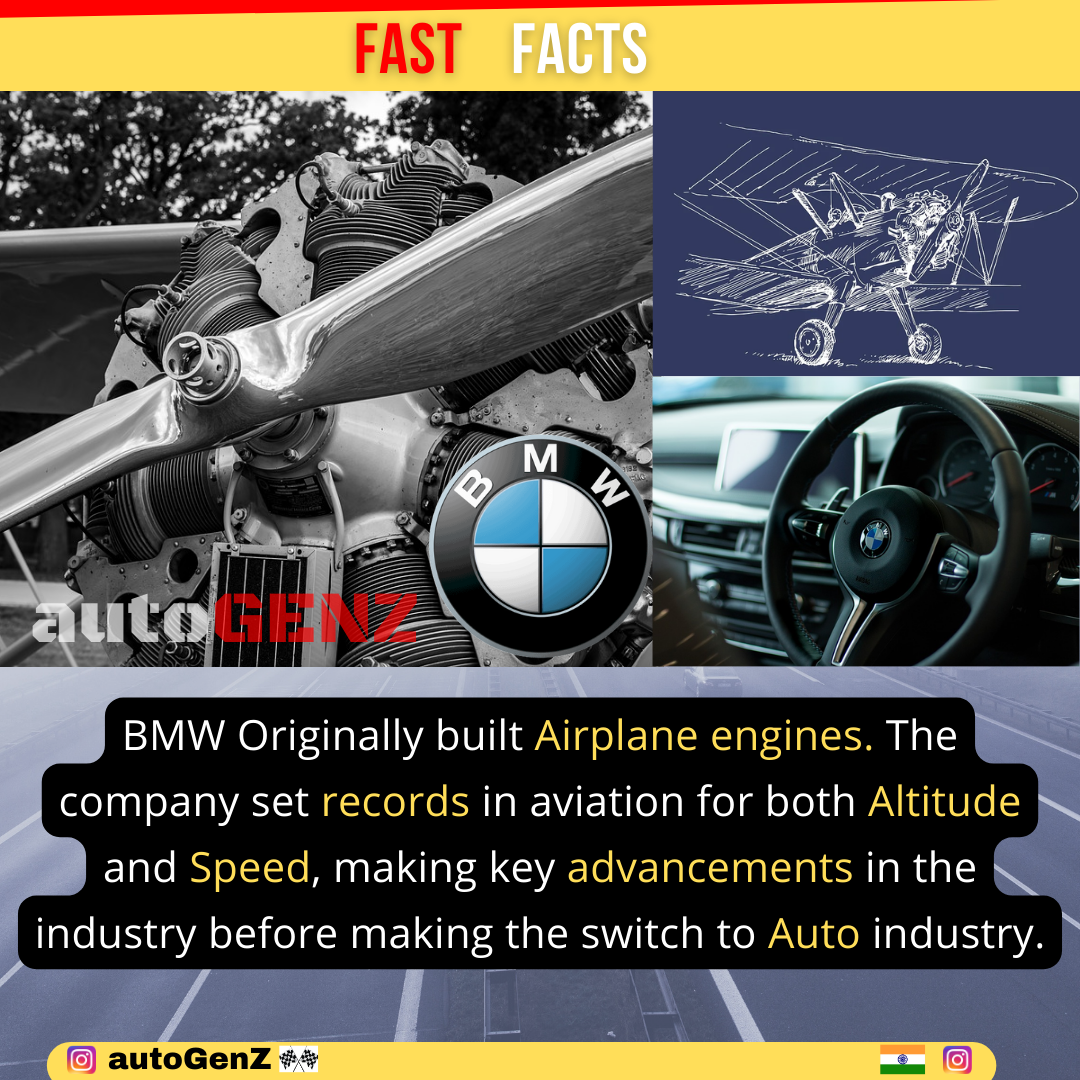 FAST FACTS
BMW
autoGENZ
BMW Originally built Airplane engines. The
company set records in aviation for both Altitude
and Speed, making key advancements in the
industry before making the switch to Auto industry.
autoGenZ